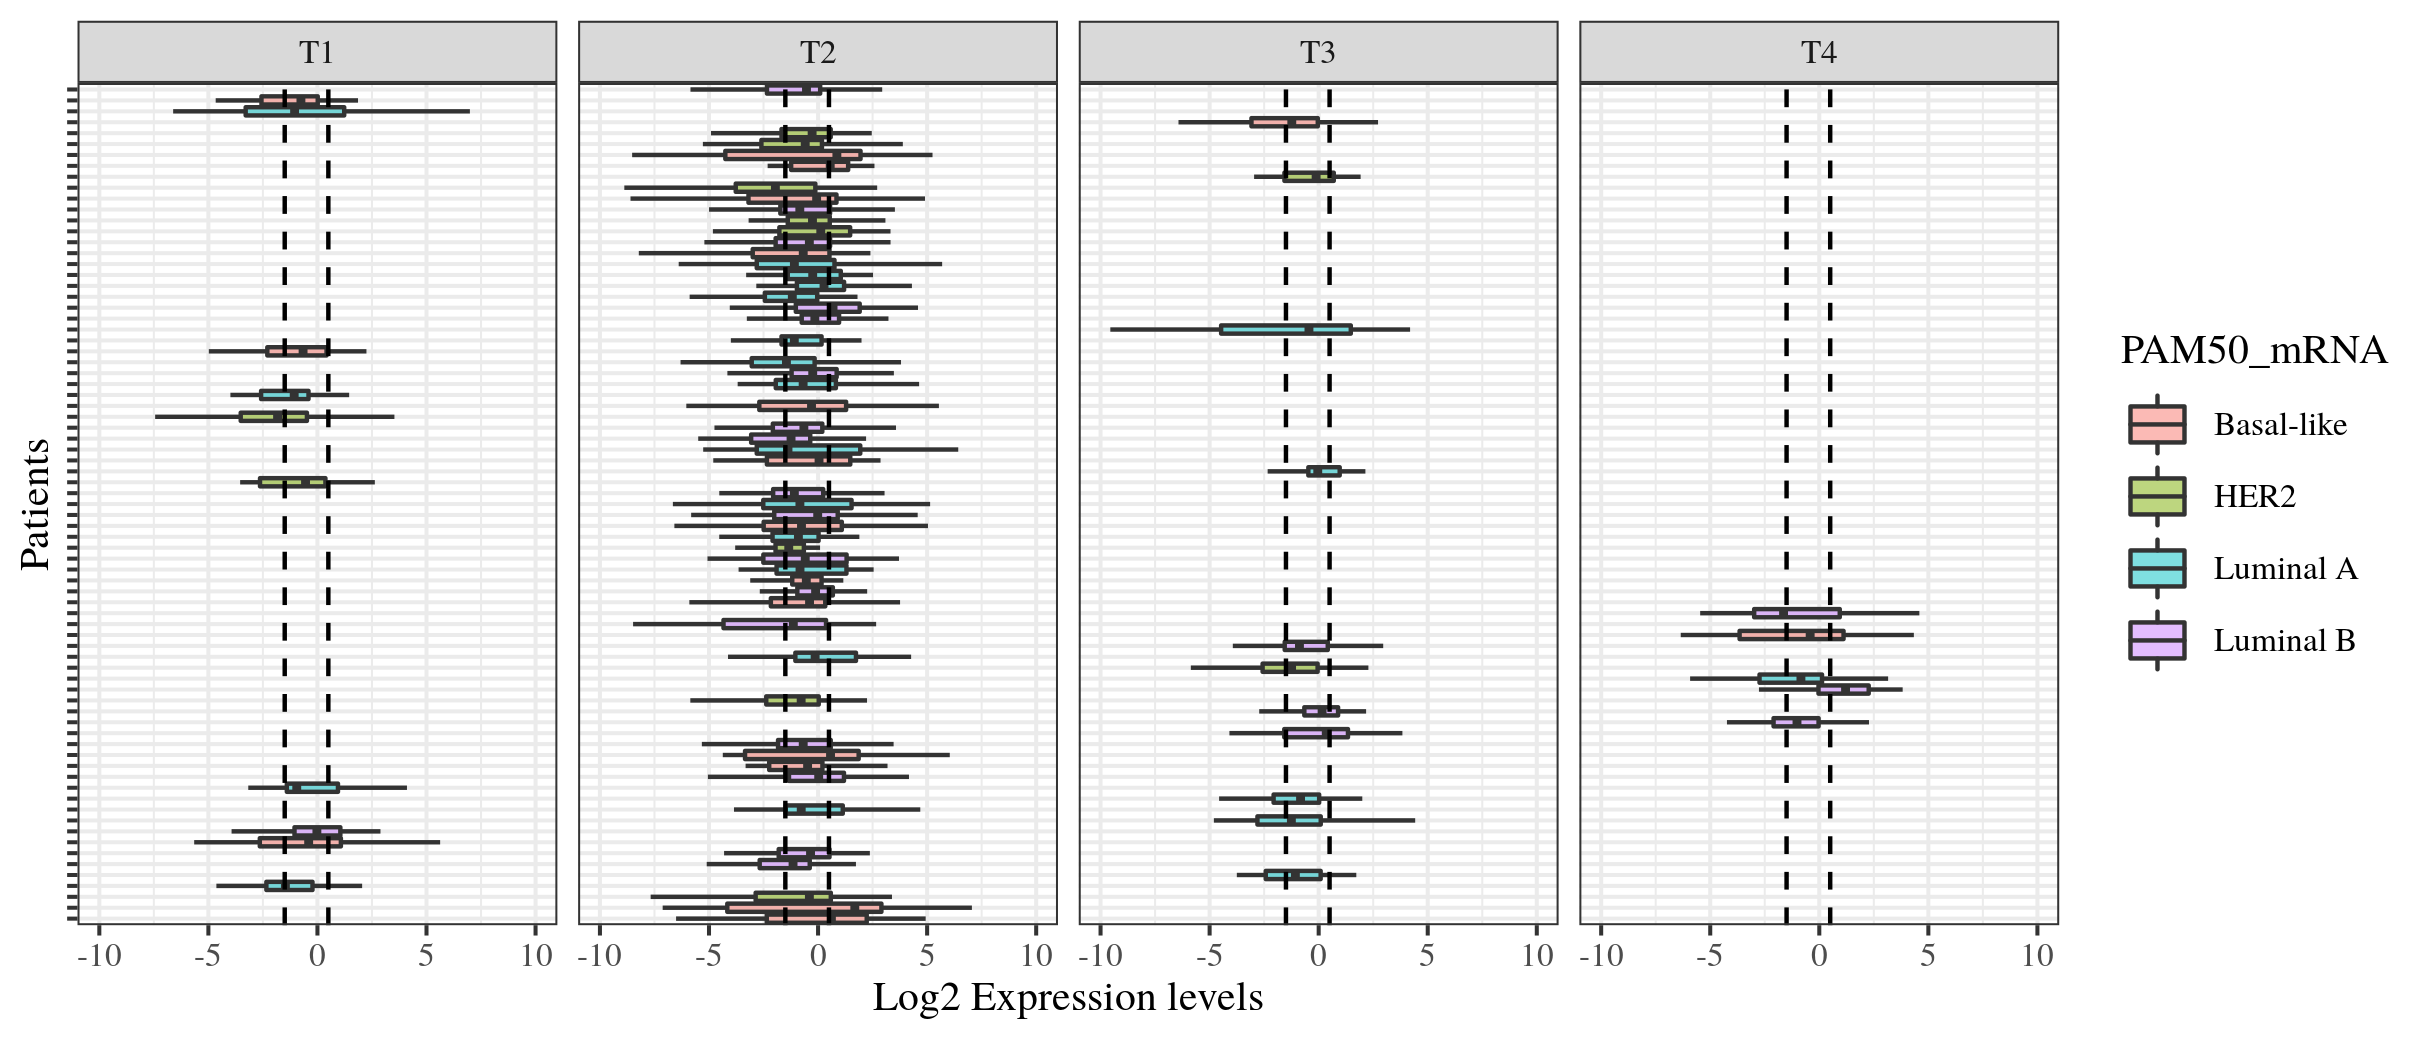 T1 T2 T3 T4
Patients
-10 -5 0 5 10 -10 -5 0 5 10 -10 -5 0 5 10 -10 -5 0 5 10
Log2 Expression levels
PAM50_mRNA
Basal-like
HER2
Luminal A
Luminal B